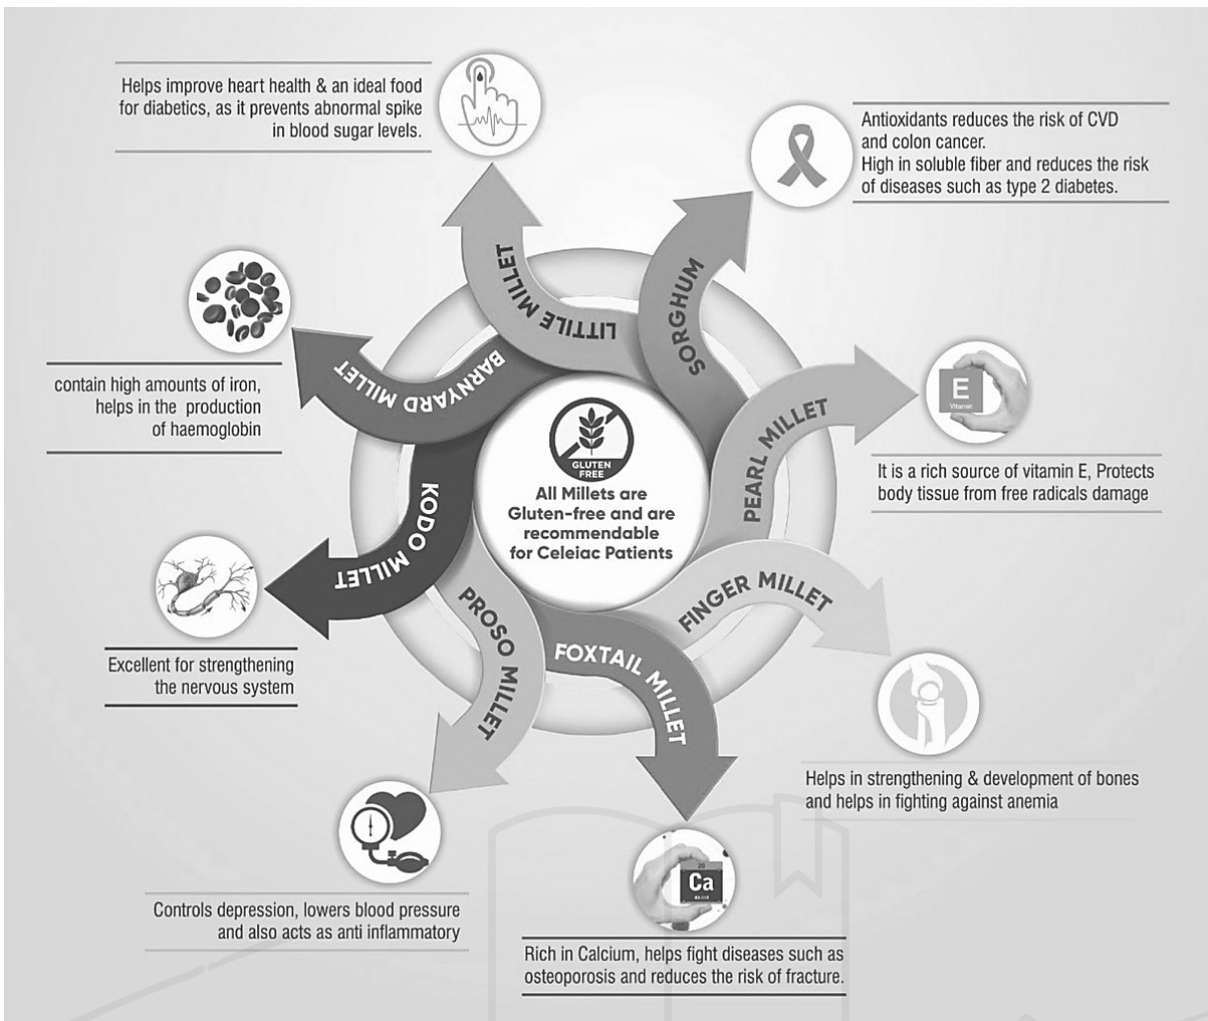 Helps improve heart health & an ideal food
for diabetics, as it prevents abnormal spike
in blood sugar levels.
Antioxidants reduces the risk of CVD
and colon cancer.
High in soluble fiber and reduces the risk
of diseases such as type 2 diabetes.
LITTILE MILLET
SORGHUM
BARNYARD MILLET
PEARL MILLET
E
Vitamin
contain high amounts of iron,
helps in the production
of haemoglobin
GLUTEN
FREE
All Millets are
Gluten-free and are
recommendable
for Celeiac Patients
It is a rich source of vitamin E, Protects
body tissue from free radicals damage
KODO MILLET
FINGER MILLET
PROSO MILLET
FOXTAIL MILLET
Excellent for strengthening
the nervous system
Helps in strengthening & development of bones
and helps in fighting against anemia
20
Ca
Controls depression, lowers blood pressure
and also acts as anti inflammatory
Rich in Calcium, helps fight diseases such as
osteoporosis and reduces the risk of fracture.